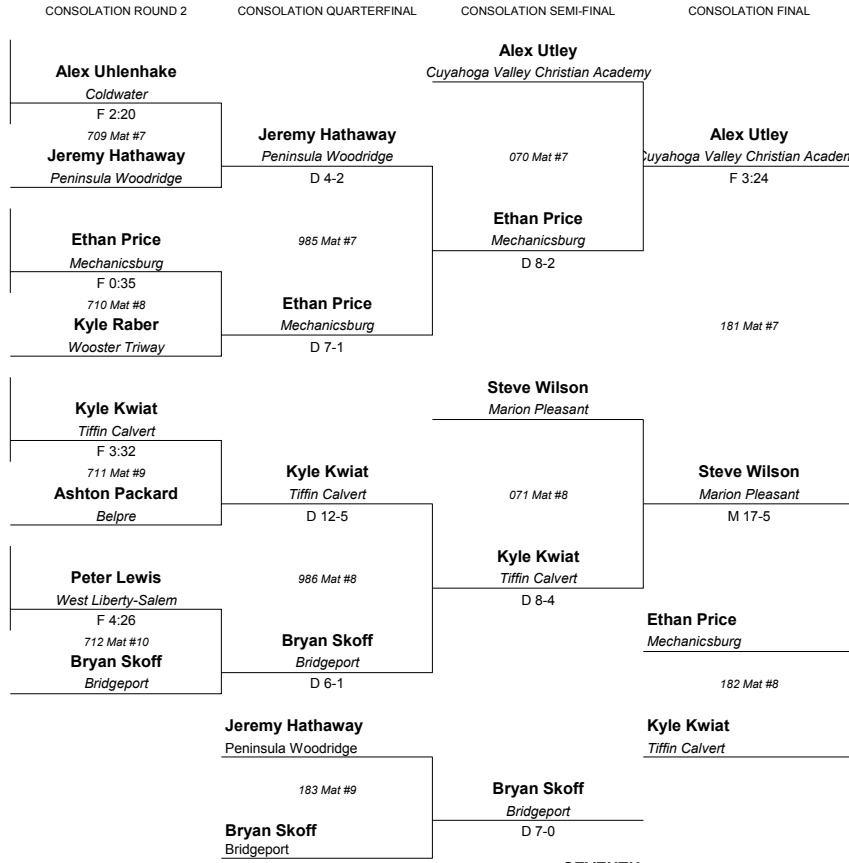 CONSOLATION ROUND 2
CONSOLATION QUARTERFINAL
CONSOLATION SEMI-FINAL
CONSOLATION FINAL
Alex Uhlenhake
Coldwater
F 2:20
709 Mat #7
Jeremy Hathaway
Peninsula Woodridge
Ethan Price
Mechanicsburg
F 0:35
710 Mat #8
Kyle Raber
Wooster Triway
Kyle Kwiat
Tiffin Calvert
F 3:32
711 Mat #9
Ashton Packard
Belpre
Peter Lewis
West Liberty-Salem
F 4:26
712 Mat #10
Bryan Skoff
Bridgeport
Jeremy Hathaway
Peninsula Woodridge
D 4-2
985 Mat #7
Ethan Price
Mechanicsburg
D 7-1
Kyle Kwiat
Tiffin Calvert
D 12-5
986 Mat #8
Bryan Skoff
Bridgeport
D 6-1
Jeremy Hathaway
Peninsula Woodridge
183 Mat #9
Bryan Skoff
Bridgeport
Alex Utley
Cuyahoga Valley Christian Academy
070 Mat #7
Ethan Price
Mechanicsburg
D 8-2
Steve Wilson
Marion Pleasant
071 Mat #8
Kyle Kwiat
Tiffin Calvert
D 8-4
Bryan Skoff
Bridgeport
D 7-0
Alex Utley
Cuyahoga Valley Christian Academ
F 3:24
181 Mat #7
Steve Wilson
Marion Pleasant
M 17-5
Ethan Price
Mechanicsburg
182 Mat #8
Kyle Kwiat
Tiffin Calvert